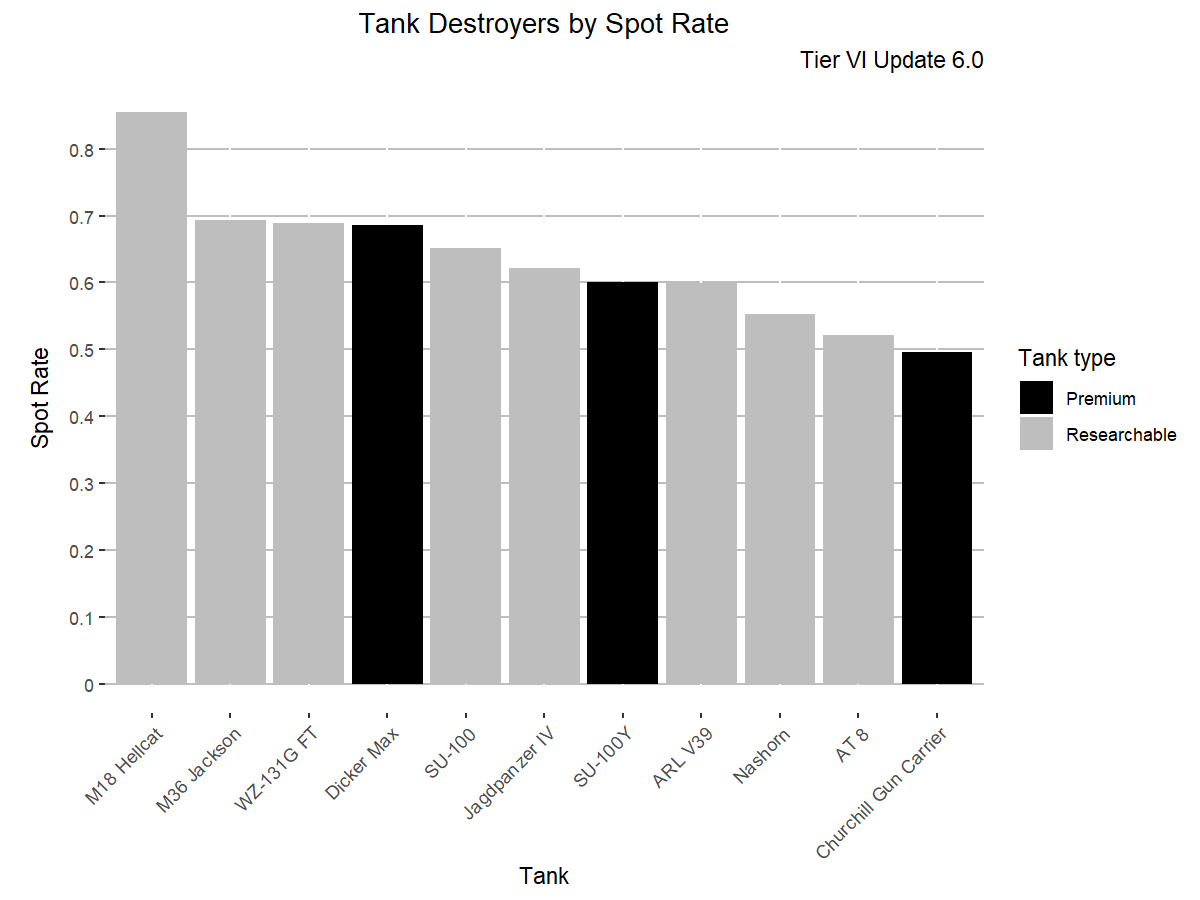 Tank Destroyers by Spot Rate
Tier VI Update 6.0
Spot Rate
0.8
0.7
0.6
0.5
0.4
0.3
0.2
0.1
0
M18 Hellcat
M36 Jackson
WZ-131G FT
Dicker Max
SU-100
Jagdpanzer IV
SU-100Y
ARL V39
Nashorn
AT 8
Churchill Gun Carrier
Tank
Tank type
Premium
Researchable